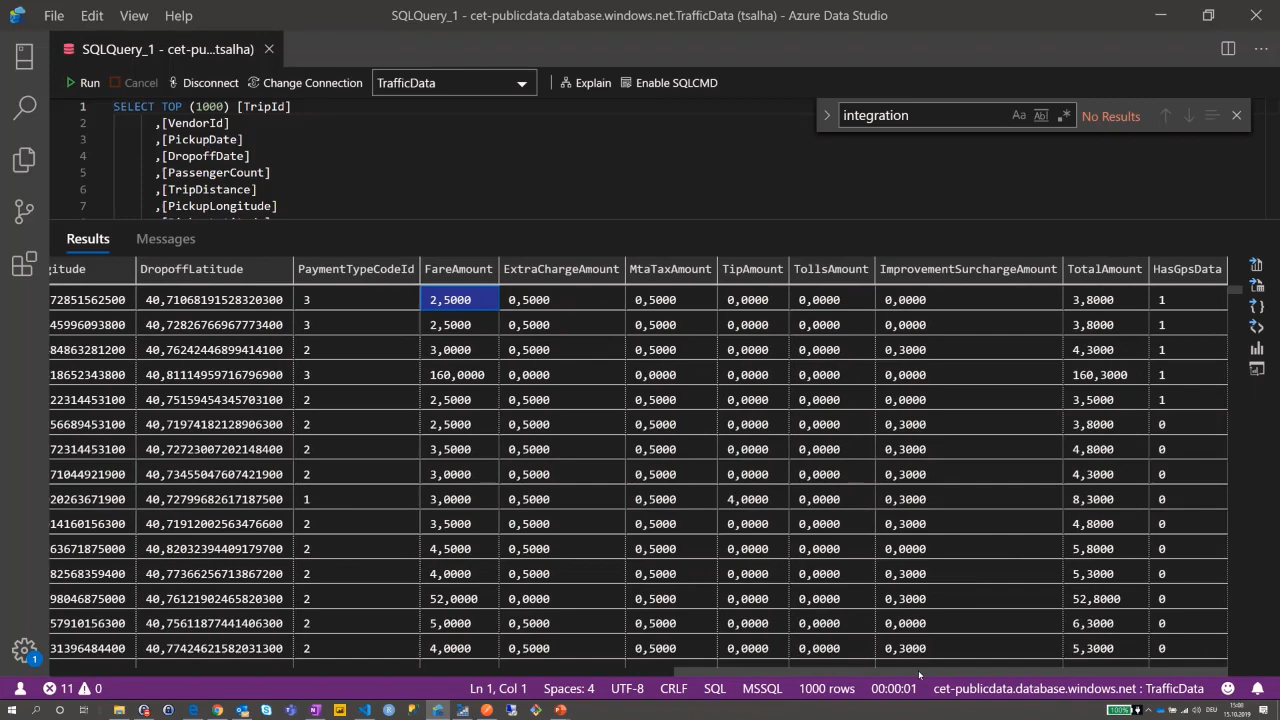 File Edit View Help SQLQuery_1 - cet-publicdata.database.windows.net.TrafficData (tsalha) - Azure Data Studio
SQLQuery_1 - cet-pu...tsalha)
Run Cancel Disconnect Change Connection TrafficData Explain Enable SQLCMD
1 SELECT TOP (1000) [TripId]
integration Aa Abl .* No Results
2 ,[VendorId]
3 ,[PickupDate]
4 ,[DropoffDate]
5 ,[PassengerCount]
6 ,[TripDistance]
7 ,[PickupLongitude]
Results Messages
gitude DropoffLatitude PaymentTypeCodeId FareAmount ExtraChargeAmount MtaTaxAmount TipAmount TollsAmount ImprovementSurchargeAmount TotalAmount HasGpsData
72851562500 40,71068191528320300 3 2,5000 0,5000 0,5000 0,0000 0,0000 0,0000 3,8000 1
45996093800 40,72826766967773400 3 2,5000 0,5000 0,5000 0,0000 0,0000 0,0000 3,8000 1
84863281200 40,76242446899414100 2 3,0000 0,5000 0,5000 0,0000 0,0000 0,3000 4,3000 1
18652343800 40,81114959716796900 3 160,0000 0,0000 0,0000 0,0000 0,0000 0,0000 160,3000 1
22314453100 40,75159454345703100 2 2,5000 0,5000 0,5000 0,0000 0,0000 0,0000 3,5000 1
56689453100 40,71974182128906300 2 2,5000 0,5000 0,5000 0,0000 0,0000 0,3000 3,8000 0
72314453100 40,72723007202148400 2 3,5000 0,5000 0,5000 0,0000 0,0000 0,3000 4,8000 0
71044921900 40,73455047607421900 2 3,0000 0,5000 0,5000 0,0000 0,0000 0,3000 4,3000 0
20263671900 40,72799682617187500 1 3,0000 0,5000 0,5000 4,0000 0,0000 0,3000 8,3000 0
14160156300 40,71912002563476600 2 3,5000 0,5000 0,5000 0,0000 0,0000 0,3000 4,8000 0
63671875000 40,82032394409179700 2 4,5000 0,5000 0,5000 0,0000 0,0000 0,3000 5,8000 0
82568359400 40,77366256713867200 2 4,0000 0,5000 0,5000 0,0000 0,0000 0,3000 5,3000 0
98046875000 40,76121902465820300 2 52,0000 0,0000 0,5000 0,0000 0,0000 0,3000 52,8000 0
57910156300 40,75611877441406300 2 5,0000 0,5000 0,5000 0,0000 0,0000 0,3000 6,3000 0
31396484400 40,77424621582031300 2 4,0000 0,5000 0,5000 0,0000 0,0000 0,3000 5,3000 0
1
11 0 Ln 1, Col 1 Spaces: 4 UTF-8 CRLF SQL MSSQL 1000 rows 00:00:01 cet-publicdata.database.windows.net : TrafficData
100% DEU 15:08
15.10.2019